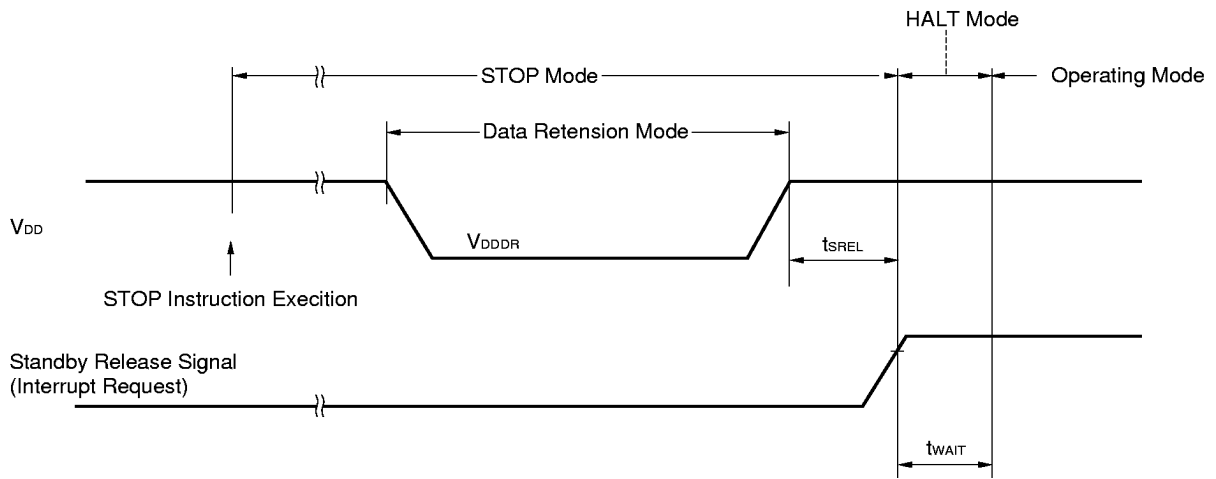 HALT Mode
STOP Mode
Operating Mode
Data Retension Mode
VDD
VDDDR
tSREL
STOP Instruction Execition
Standby Release Signal
(Interrupt Request)
tWAIT